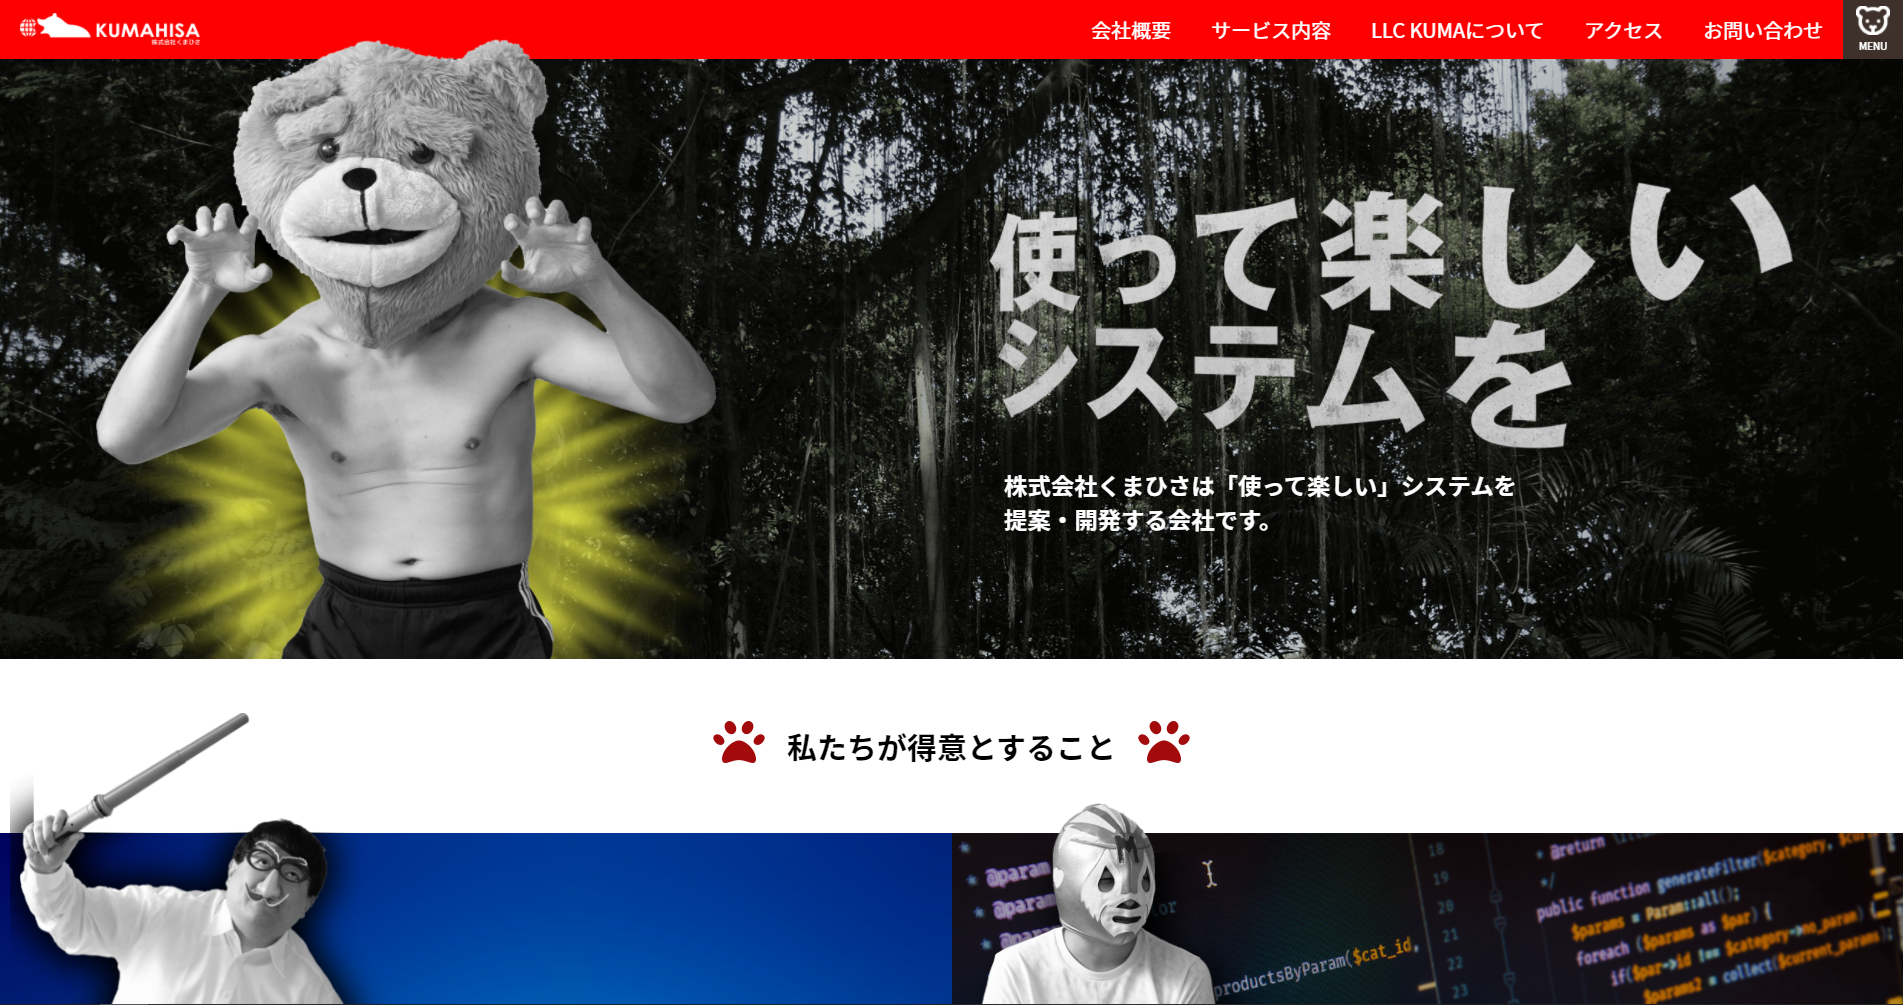 KUMAHISA
株式会社くまひさ
会社概要
サービス内容
LLC KUMAについて
アクセス
お問い合わせ
MENU
使って楽しい
システムを
株式会社くまひさは「使って楽しい」システムを
提案・開発する会社です。
私たちが得意とすること
*
* @param
* @param
*
productsByParam($cat_id,
18
19
20
21
22
23
* @return
*/
public function generateFilter($category,
$params = Param::all();
foreach ($params as $par) {
if($par->id !== $category->no_param) {
$params2 = collect($current_params);